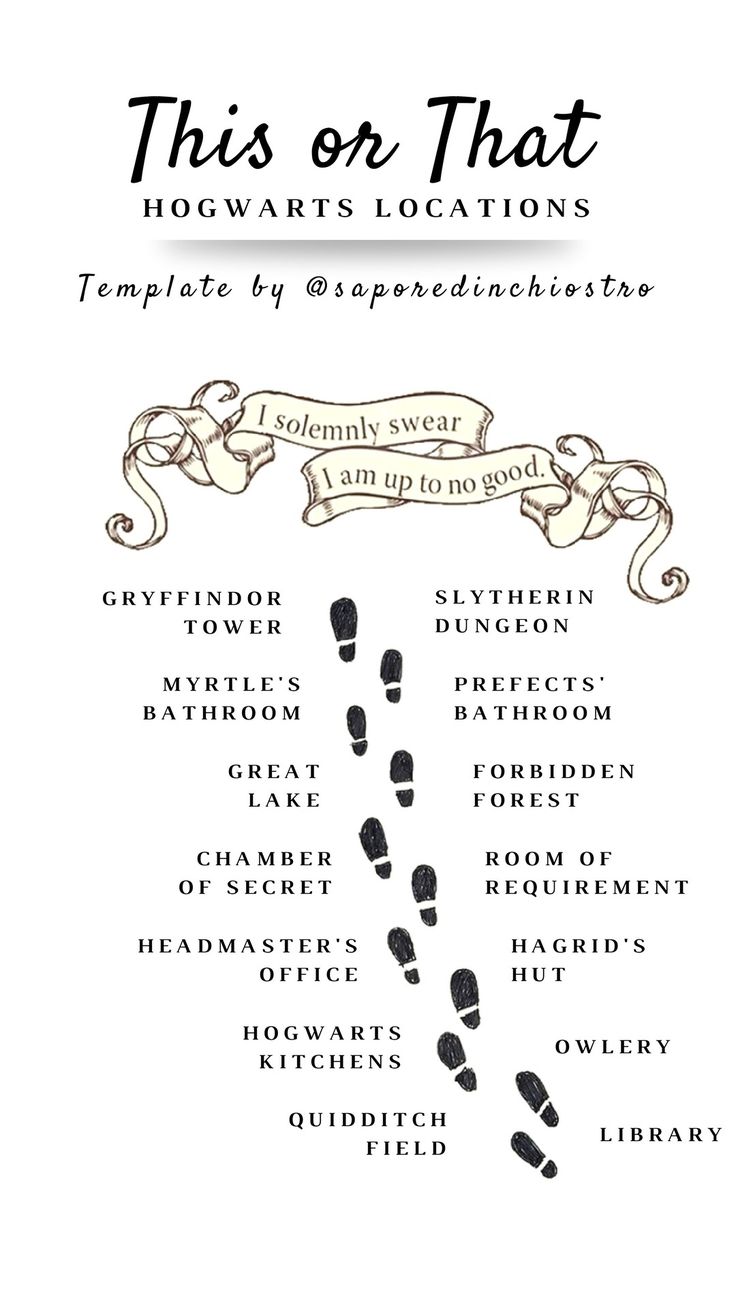 This or That
HOGWARTS LOCATIONS
Template by @saporedinchiostro
I solemnly swear
I am up to no good.
GRYFFINDOR
TOWER
SLYTHERIN
DUNGEON
MYRTLE'S
BATHROOM
PREFECTS'
BATHROOM
GREAT
LAKE
FORBIDDEN
FOREST
CHAMBER
OF SECRET
ROOM OF
REQUIREMENT
HEADMASTER'S
OFFICE
HAGRID'S
HUT
HOGWARTS
KITCHENS
OWLERY
QUIDDITCH
FIELD
LIBRARY